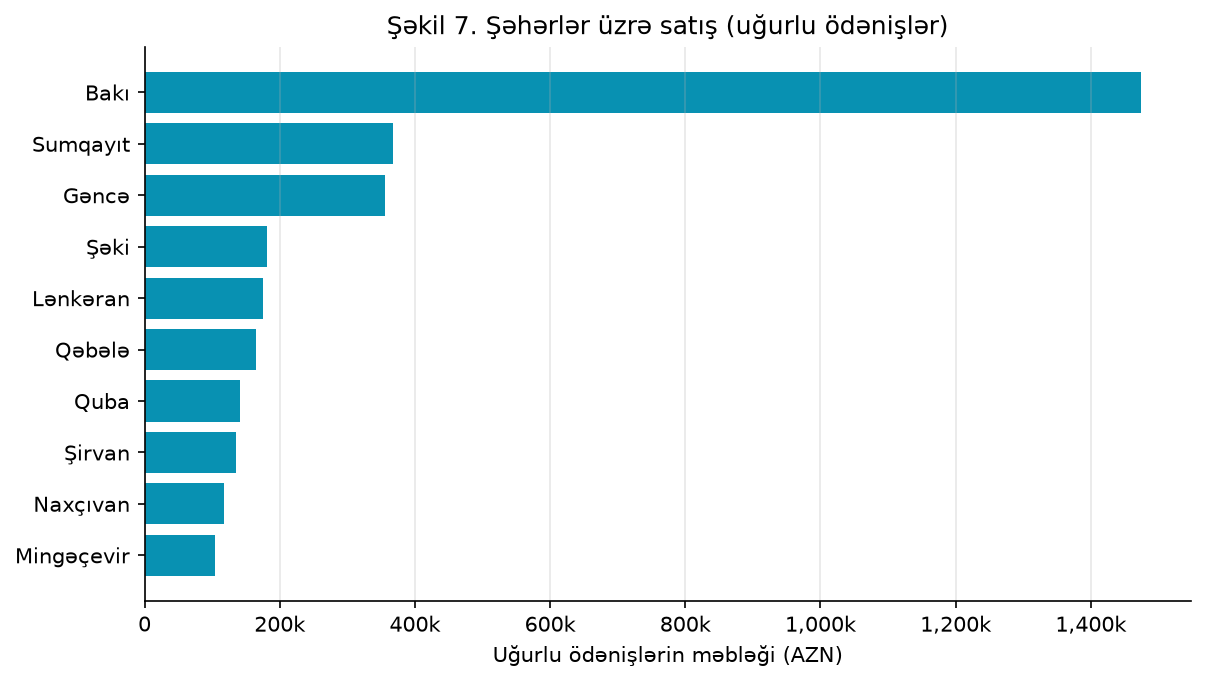 Şəkil 7. Şəhərlər üzrə satış (uğurlu ödənişlər)
Bakı
Sumqayıt
Gəncə
Şəki
Lənkəran
Qəbələ
Quba
Şirvan
Naxçıvan
Mingəçevir
0 200k 400k 600k 800k 1,000k 1,200k 1,400k
Uğurlu ödənişlərin məbləği (AZN)